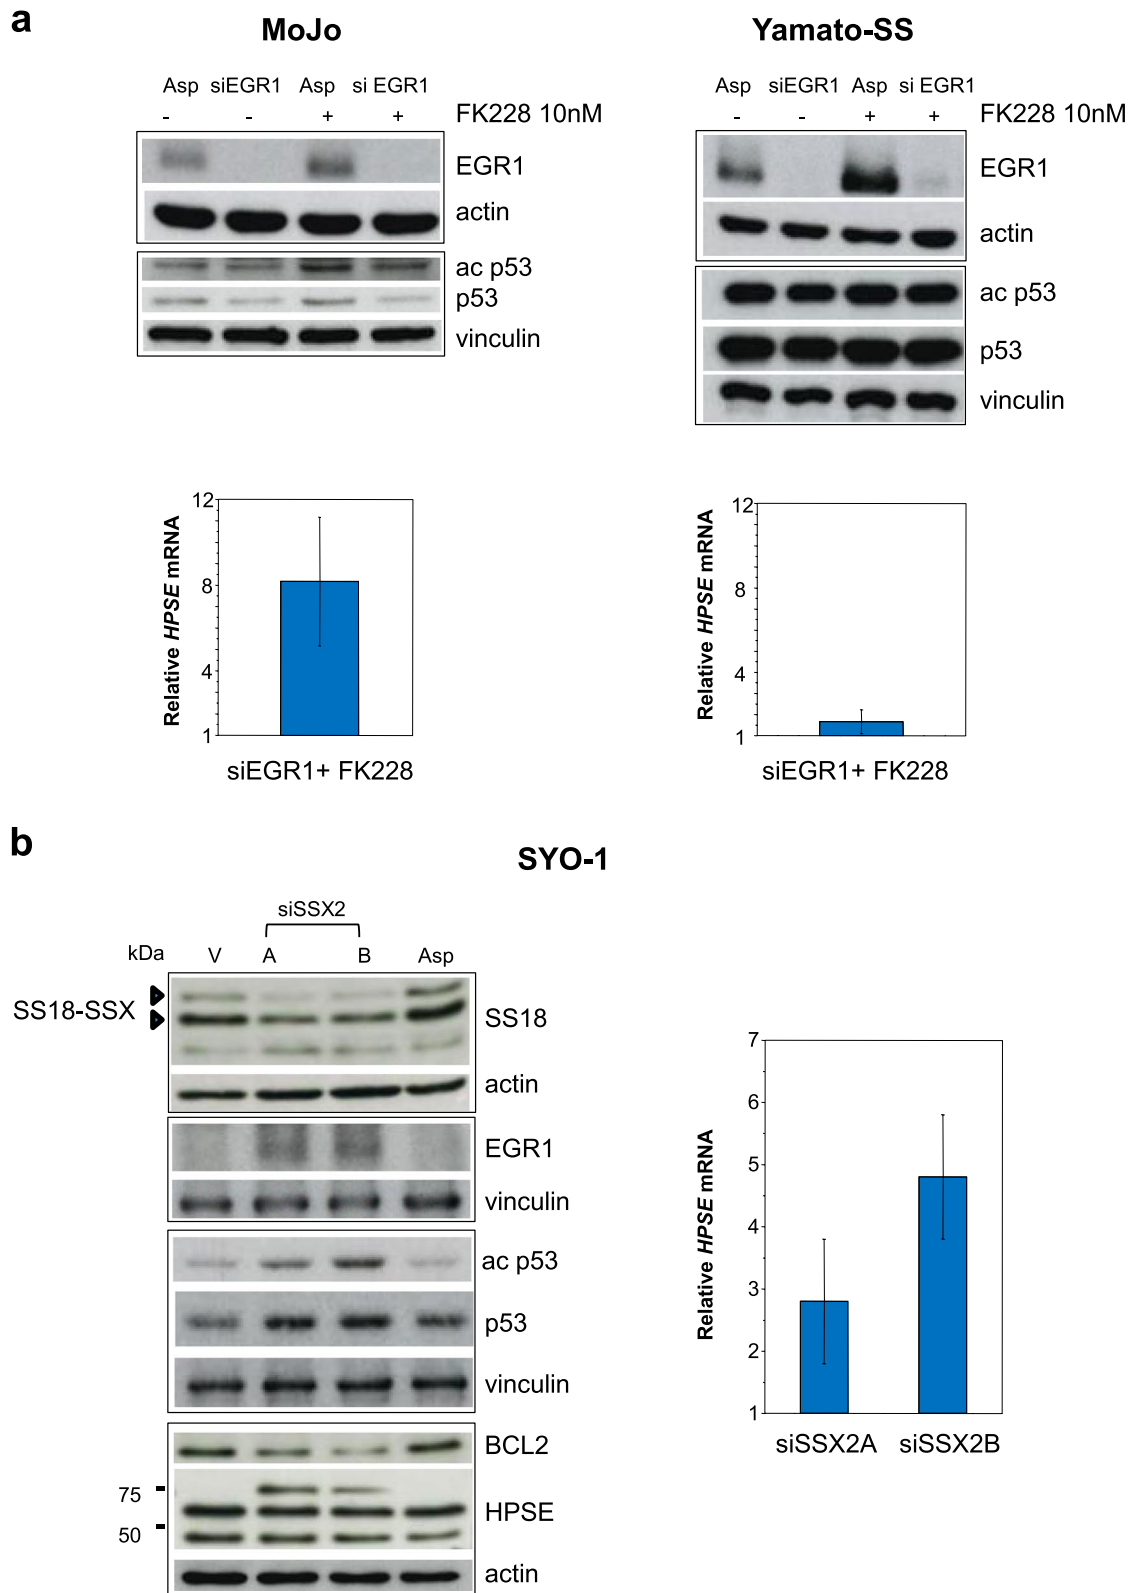 a
MoJo
Yamato-SS
Asp siEGR1 Asp si EGR1
- - + + FK228 10nM
EGR1
actin
ac p53
p53
vinculin
Asp siEGR1 Asp si EGR1
- - + + FK228 10nM
EGR1
actin
ac p53
p53
vinculin
Relative HPSE mRNA
12
8
4
1
siEGR1+ FK228
Relative HPSE mRNA
12
8
4
1
siEGR1+ FK228
b
SYO-1
siSSX2
kDa V A B Asp
SS18-SSX
SS18
actin
EGR1
vinculin
ac p53
p53
vinculin
BCL2
75
HPSE
50
actin
Relative HPSE mRNA
7
6
5
4
3
2
1
siSSX2A siSSX2B